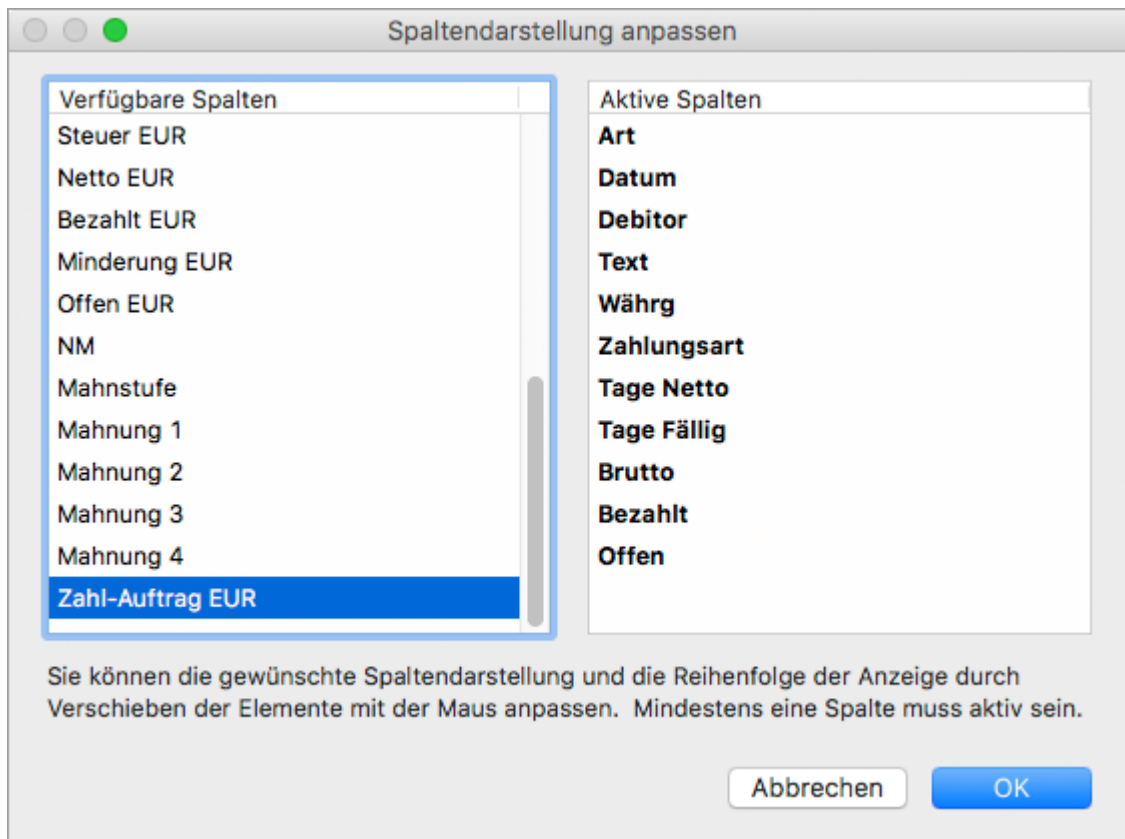 Spaltendarstellung anpassen
Verfügbare Spalten
Steuer EUR
Netto EUR
Bezahlt EUR
Minderung EUR
Offen EUR
NM
Mahnstufe
Mahnung 1
Mahnung 2
Mahnung 3
Mahnung 4
Zahl-Auftrag EUR
Aktive Spalten
Art
Datum
Debitor
Text
Währg
Zahlungsart
Tage Netto
Tage Fällig
Brutto
Bezahlt
Offen
Sie können die gewünschte Spaltendarstellung und die Reihenfolge der Anzeige durch
Verschieben der Elemente mit der Maus anpassen.  Mindestens eine Spalte muss aktiv sein.
Abbrechen
OK